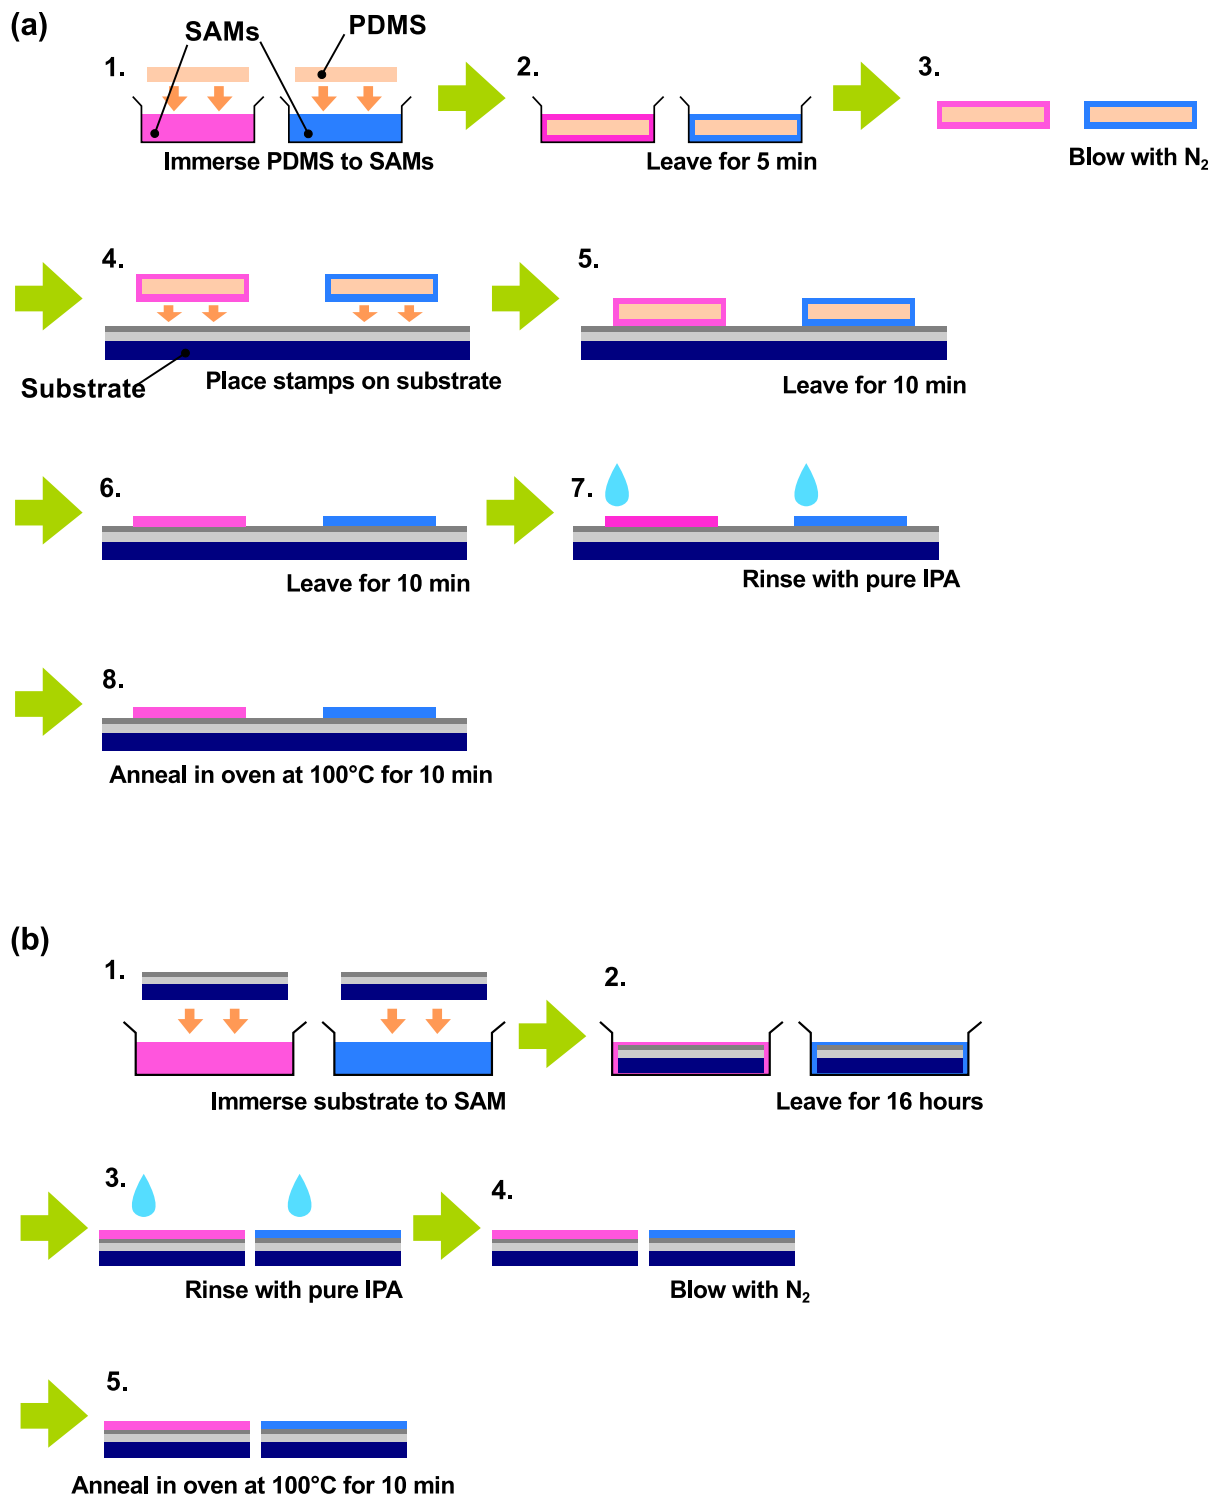 (a)
SAMs
PDMS
1.
2.
3.
Immerse PDMS to SAMs
Leave for 5 min
Blow with N₂
4.
5.
Substrate
Place stamps on substrate
Leave for 10 min
6.
7.
Leave for 10 min
Rinse with pure IPA
8.
Anneal in oven at 100°C for 10 min
(b)
1.
2.
Immerse substrate to SAM
Leave for 16 hours
3.
4.
Rinse with pure IPA
Blow with N₂
5.
Anneal in oven at 100°C for 10 min